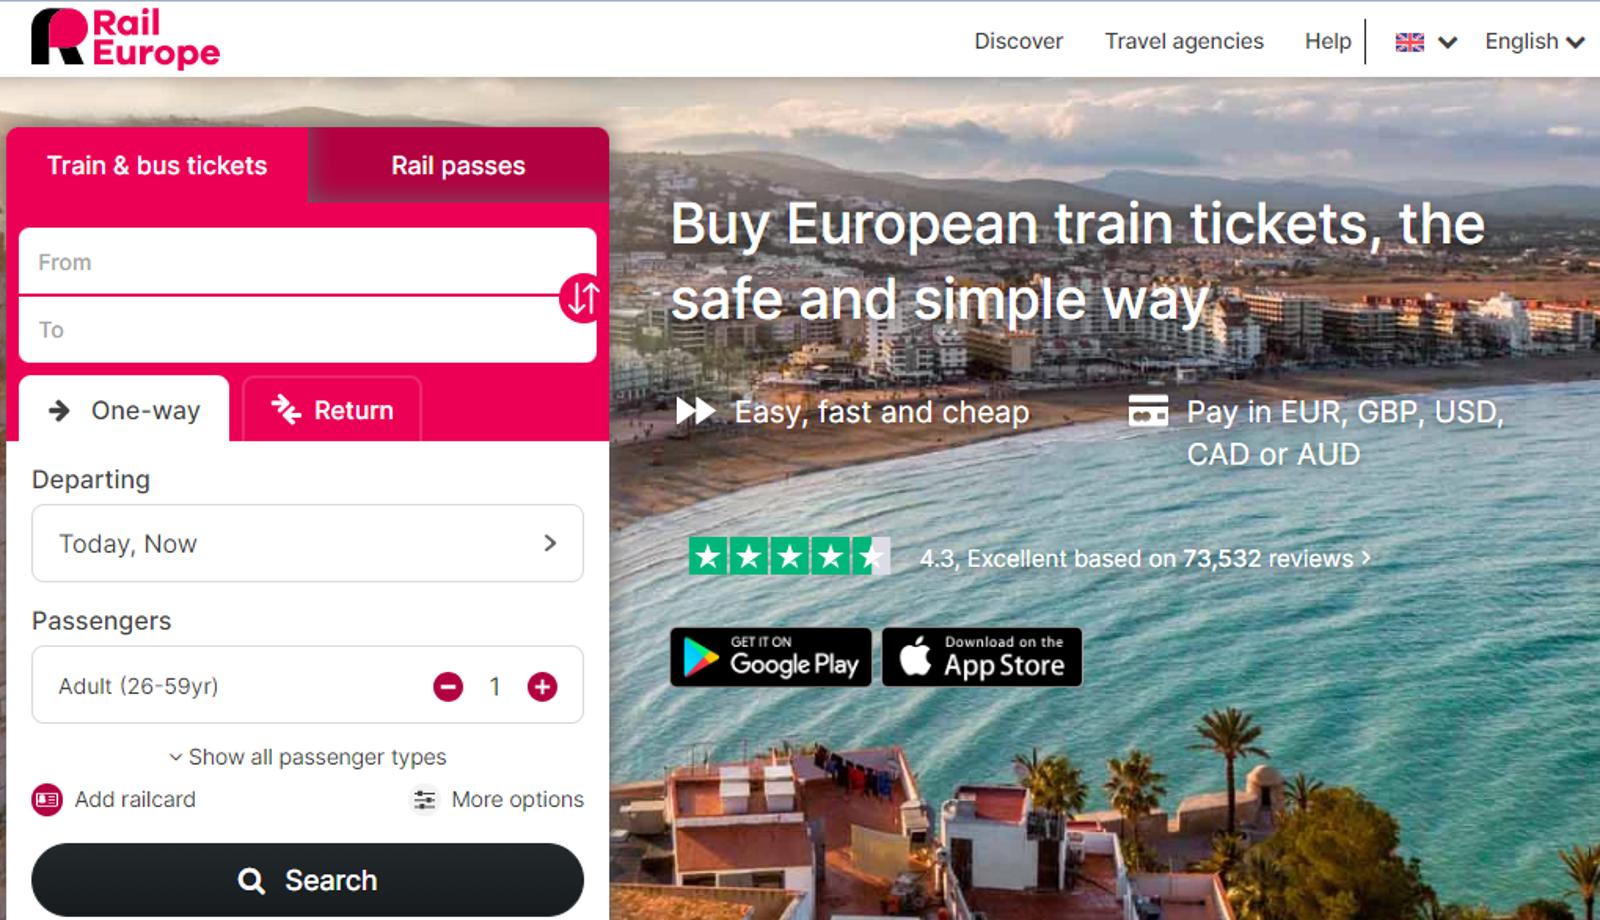 Rail
Europe
Discover
Travel agencies
Help
English
Train & bus tickets
Rail passes
From
To
One-way
Return
Departing
Today, Now
Passengers
Adult (26-59yr)
1
Show all passenger types
Add railcard
More options
Search
Buy European train tickets, the
safe and simple way
Easy, fast and cheap
Pay in EUR, GBP, USD,
CAD or AUD
4.3, Excellent based on 73,532 reviews
GET IT ON
Google Play
Download on the
App Store